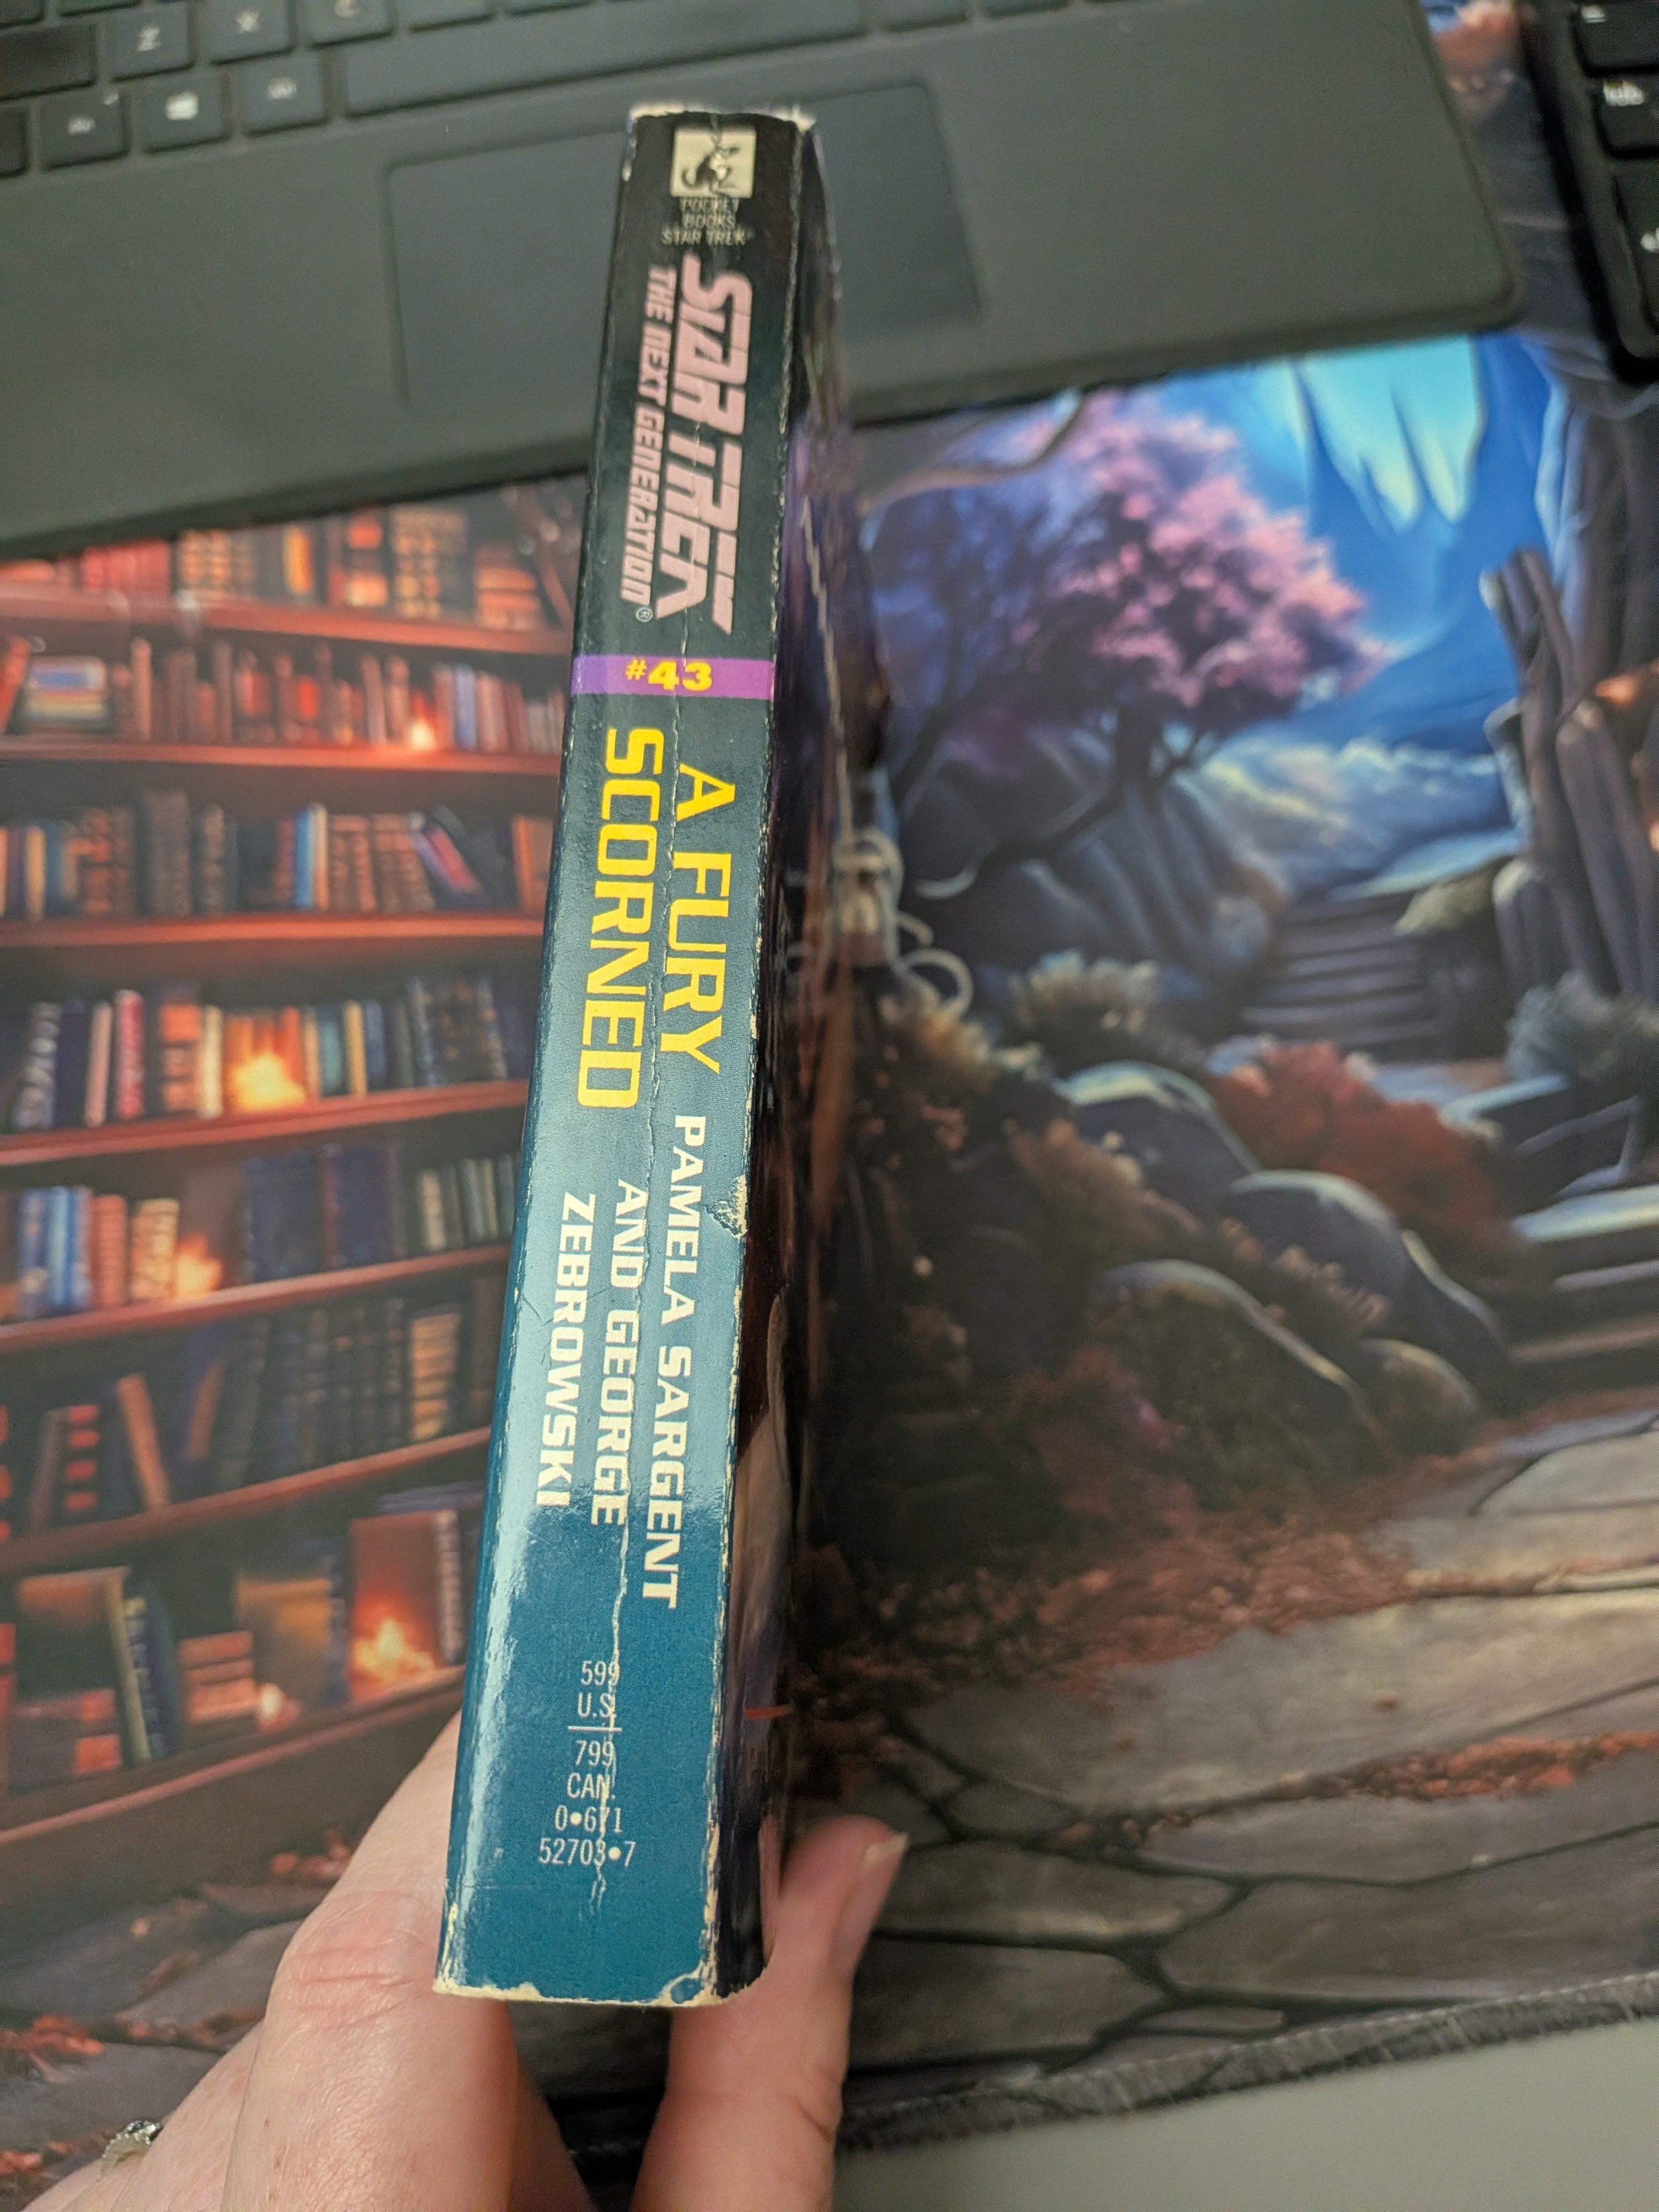 POCKET
BOOKS
STAR TREK®
STAR TREK
THE NEXT GENERATION®
#43
A FURY
SCORNED
PAMELA SARGENT
AND GEORGE
ZEBROWSKI
599
U.S.
799
CAN.
0•671
52703•7
Z
X
C